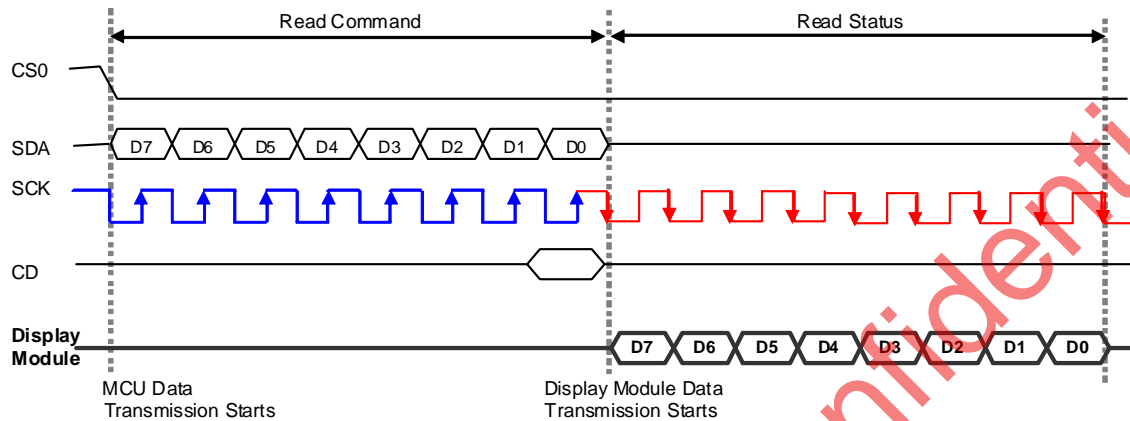 Read Command
Read Status
CS0
SDA
D7 D6 D5 D4 D3 D2 D1 D0
SCK
CD
Display
Module
D7 D6 D5 D4 D3 D2 D1 D0
MCU Data
Transmission Starts
Display Module Data
Transmission Starts
onfidenti